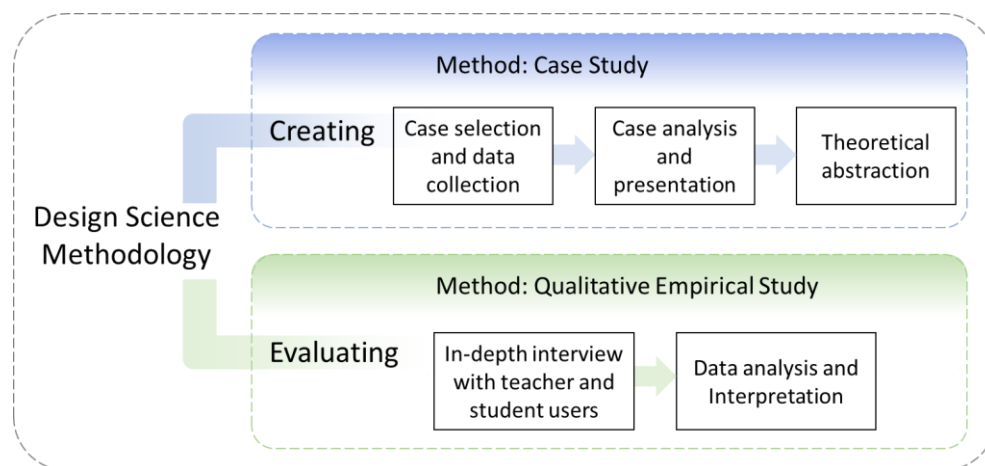 Design Science
Methodology
Method: Case Study
Creating
Case selection
and data
collection
Case analysis
and
presentation
Theoretical
abstraction
Method: Qualitative Empirical Study
Evaluating
In-depth interview
with teacher and
student users
Data analysis and
Interpretation